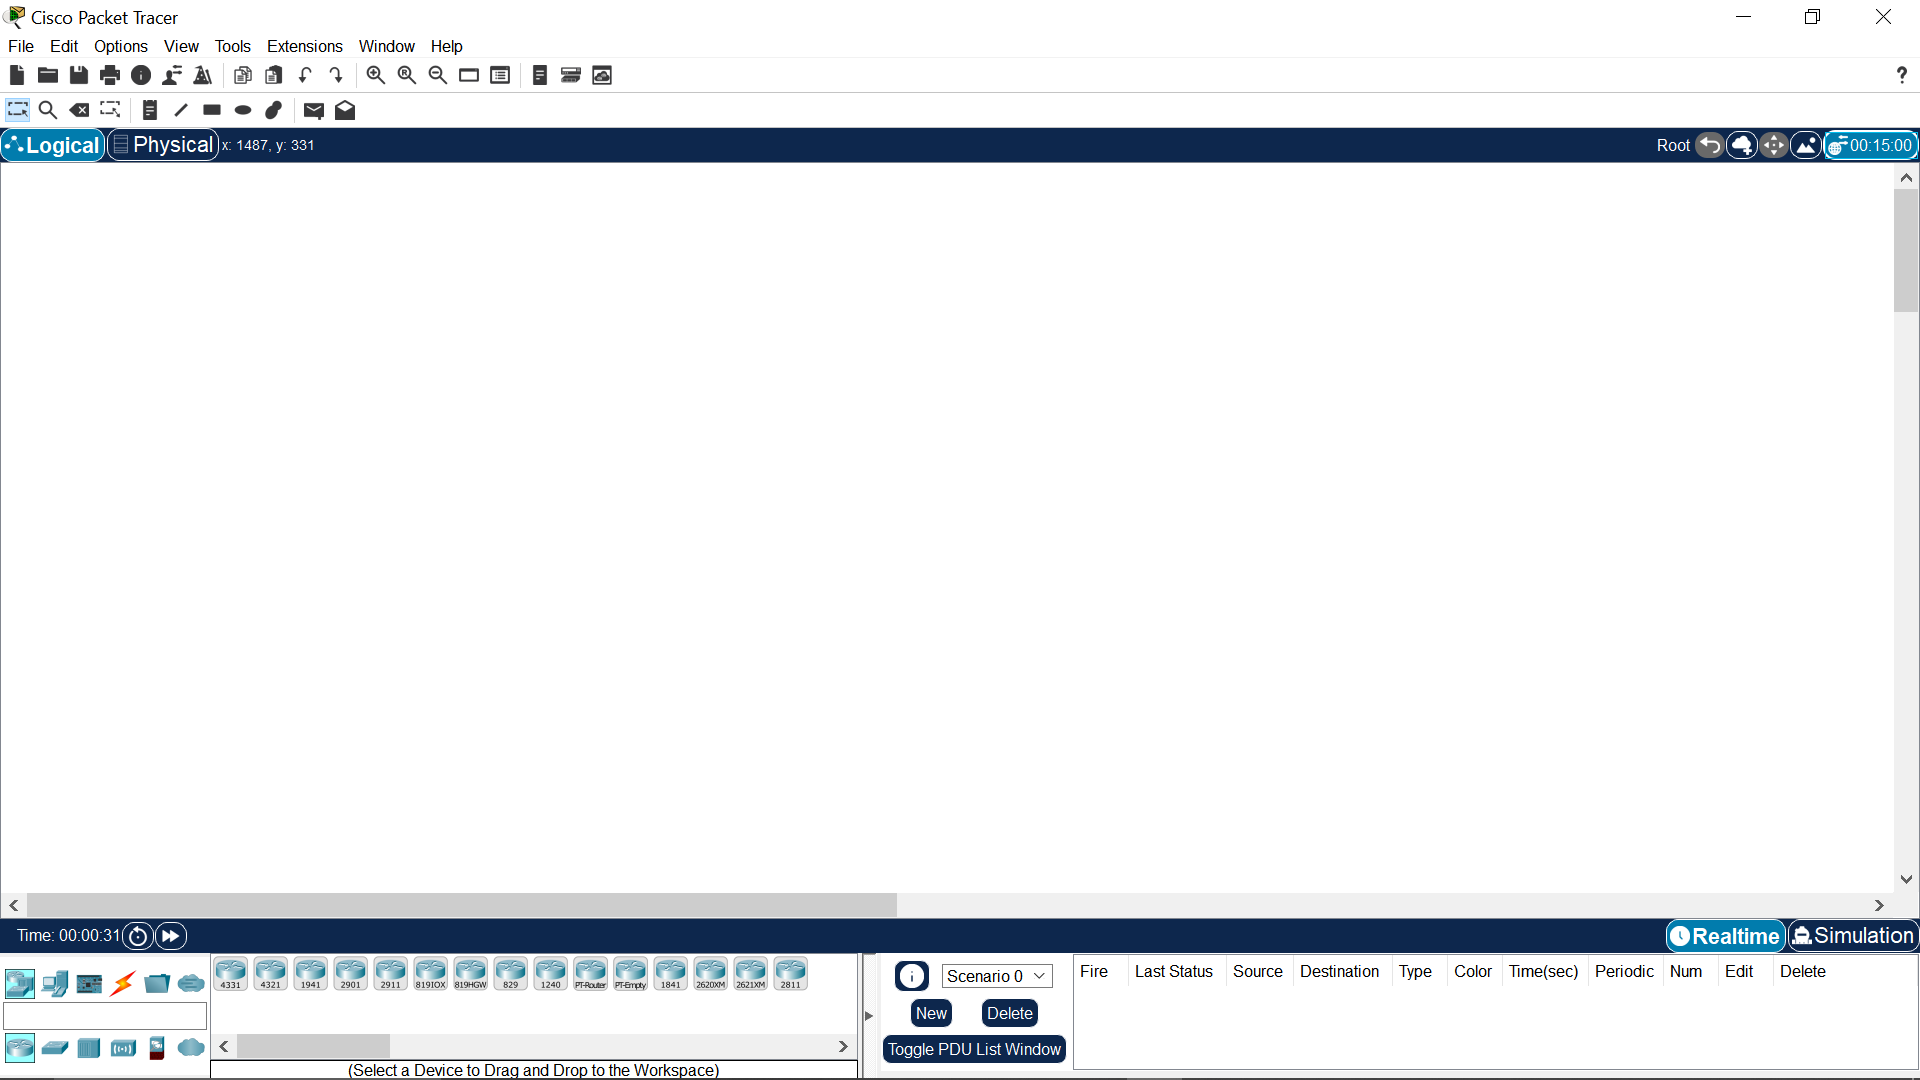 Cisco Packet Tracer
File Edit Options View Tools Extensions Window Help
?
Logical Physical x: 1487, y: 331 Root 00:15:00
Time: 00:00:31 Realtime Simulation
4331 4321 1941 2901 2911 819IOX 819HGW 829 1240 PT-Router PT-Empty 1841 2620XM 2621XM 2811
(Select a Device to Drag and Drop to the Workspace)
Scenario 0
New Delete
Toggle PDU List Window
Fire Last Status Source Destination Type Color Time(sec) Periodic Num Edit Delete